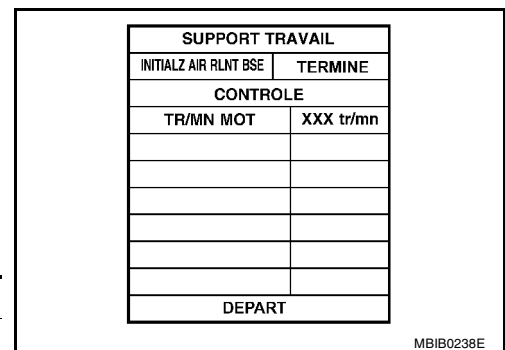 SUPPORT TRAVAIL
INITIALZ AIR RLNT BSE TERMINE
CONTROLE
TR/MN MOT XXX tr/mn
DEPART
MBIB0238E